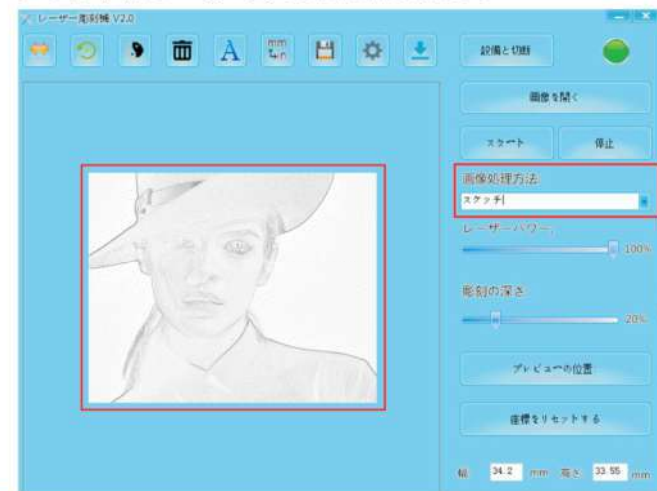 レーザー彫刻機 V2.0
A
mm
in
設備と切断
画像を開く
スタート
停止
画像処理方法:
スケッチ
レーザーパワー:
100%
彫刻の深さ:
20%
プレビューの位置
座標をリセットする
幅 34.2 mm 高さ 33.55 mm